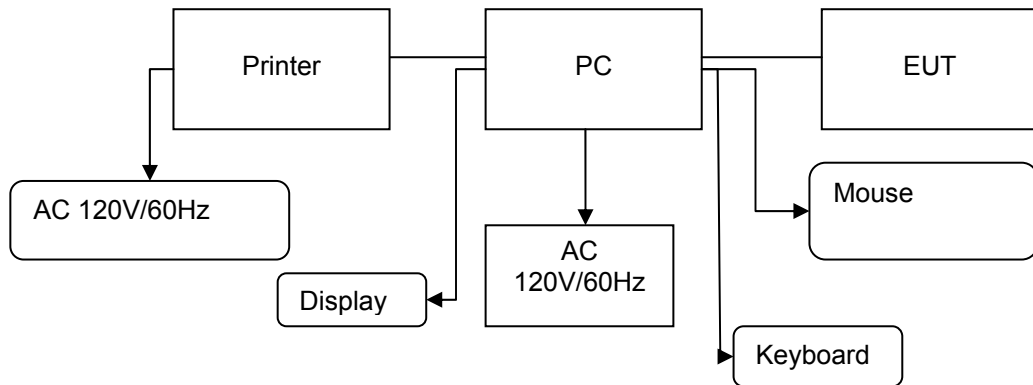 Printer
PC
EUT
AC 120V/60Hz
Mouse
AC
120V/60Hz
Display
Keyboard